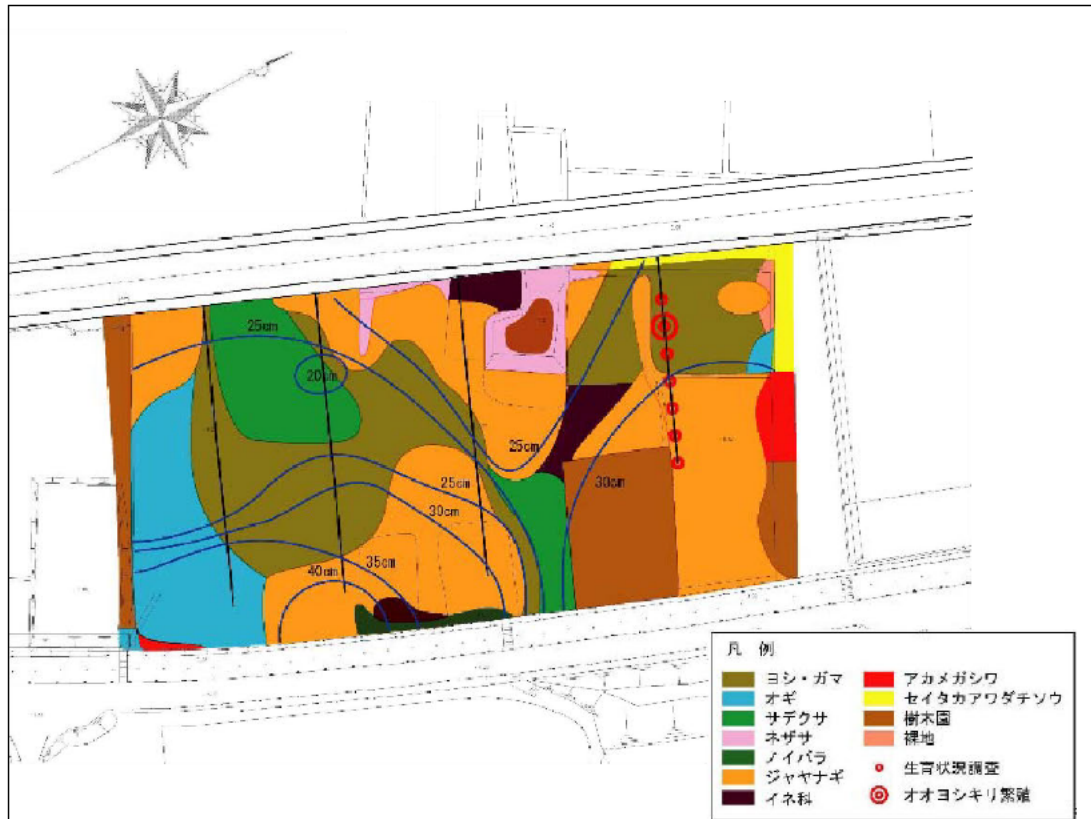 25cm
20cm
25cm
25cm
30cm
30cm
35cm
40cm
凡 例
ヨシ・ガマ
オギ
サデクサ
ネザサ
ノイバラ
ジャヤナギ
イネ科
アカメガシワ
セイタカアワダチソウ
樹木園
裸地
生育状況調査
オオヨシキリ繁殖